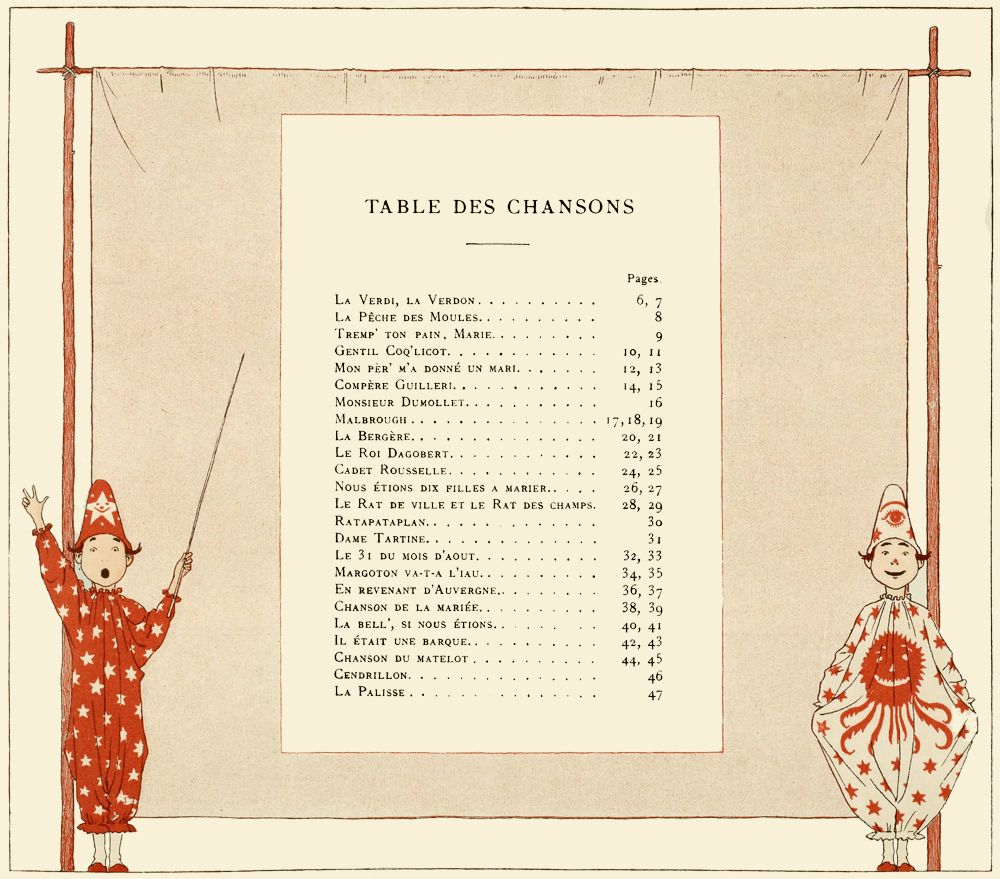 TABLE DES CHANSONS
Pages.
La Verdi, la Verdon. . . . . . . . . . 6, 7
La Pêche des Moules. . . . . . . . . . 8
Tremp' ton pain, Marie. . . . . . . . . 9
Gentil Coq'licot. . . . . . . . . . . 10, 11
Mon pèr' m'a donné un mari. . . . . . . 12, 13
Compère Guilleri. . . . . . . . . . . 14, 15
Monsieur Dumollet. . . . . . . . . . 16
Malbrough . . . . . . . . . . . . . 17, 18, 19
La Bergère. . . . . . . . . . . . . 20, 21
Le Roi Dagobert. . . . . . . . . . . 22, 23
Cadet Rousselle. . . . . . . . . . . 24, 25
Nous étions dix filles a marier. . . . . 26, 27
Le Rat de ville et le Rat des champs. 28, 29
Ratapataplan. . . . . . . . . . . . 30
Dame Tartine. . . . . . . . . . . . 31
Le 31 du mois d'aout. . . . . . . . . 32, 33
Margoton va-t-a l'iau. . . . . . . . . 34, 35
En revenant d'Auvergne. . . . . . . . 36, 37
Chanson de la mariée. . . . . . . . . 38, 39
La bell', si nous étions. . . . . . . . 40, 41
Il était une barque. . . . . . . . . . 42, 43
Chanson du matelot . . . . . . . . . 44, 45
Cendrillon. . . . . . . . . . . . . 46
La Palisse . . . . . . . . . . . . . 47